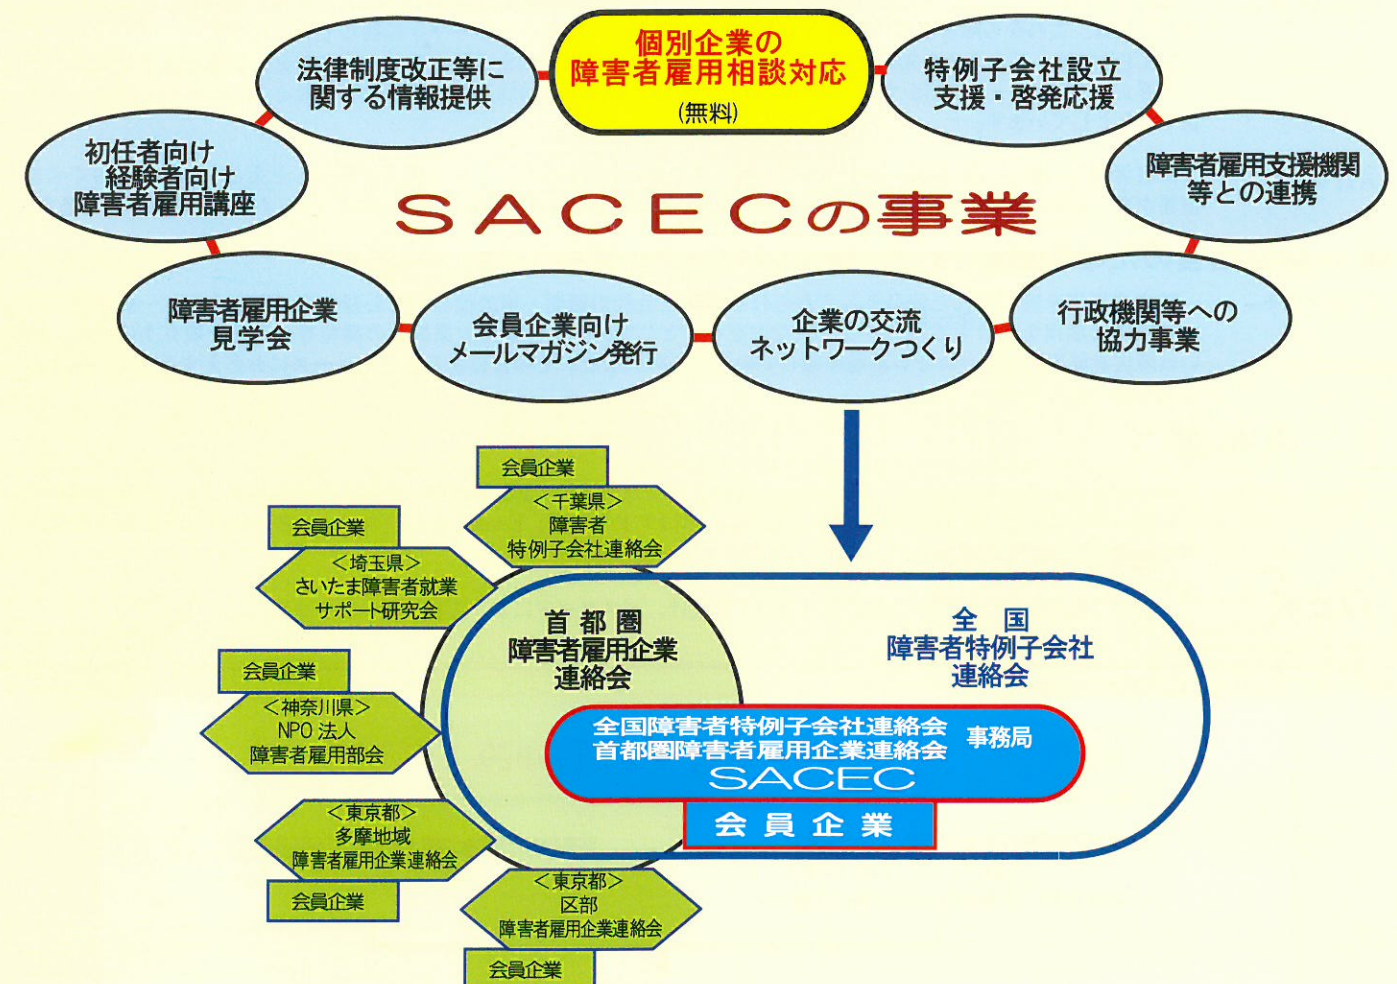 個別企業の
障害者雇用相談対応
(無料)
法律制度改正等に
関する情報提供
特例子会社設立
支援・啓発応援
初任者向け
経験者向け
障害者雇用講座
障害者雇用支援機関
等との連携
SACECの事業
障害者雇用企業
見学会
会員企業向け
メールマガジン発行
企業の交流
ネットワークつくり
行政機関等への
協力事業
会員企業
＜千葉県＞
障害者
特例子会社連絡会
会員企業
＜埼玉県＞
さいたま障害者就業
サポート研究会
会員企業
＜神奈川県＞
NPO 法人
障害者雇用部会
＜東京都＞
多摩地域
障害者雇用企業連絡会
会員企業
＜東京都＞
区部
障害者雇用企業連絡会
会員企業
首都圏
障害者雇用企業
連絡会
全国
障害者特例子会社
連絡会
全国障害者特例子会社連絡会
首都圏障害者雇用企業連絡会 事務局
SACEC
会員企業